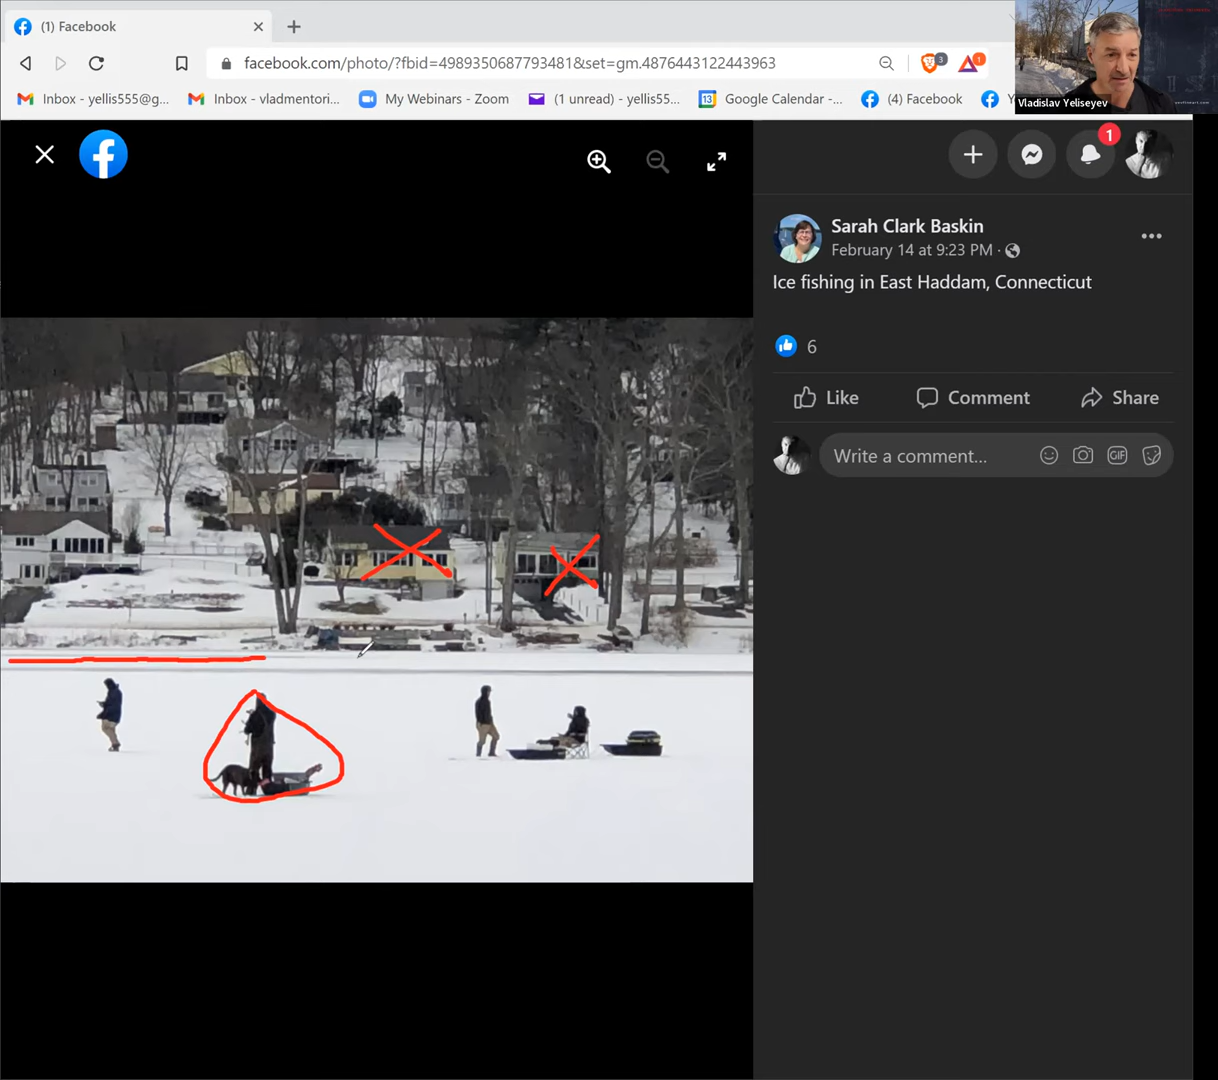 (1) Facebook
facebook.com/photo/?fbid=4989350687793481&set=gm.4876443122443963
3
1
Inbox - yellis555@g...
Inbox - vladmentori...
My Webinars - Zoom
(1 unread) - yellis55...
13
Google Calendar -...
(4) Facebook
Vladislav Yeliseyev
1
Sarah Clark Baskin
February 14 at 9:23 PM ·
Ice fishing in East Haddam, Connecticut
6
Like
Comment
Share
Write a comment...
GIF